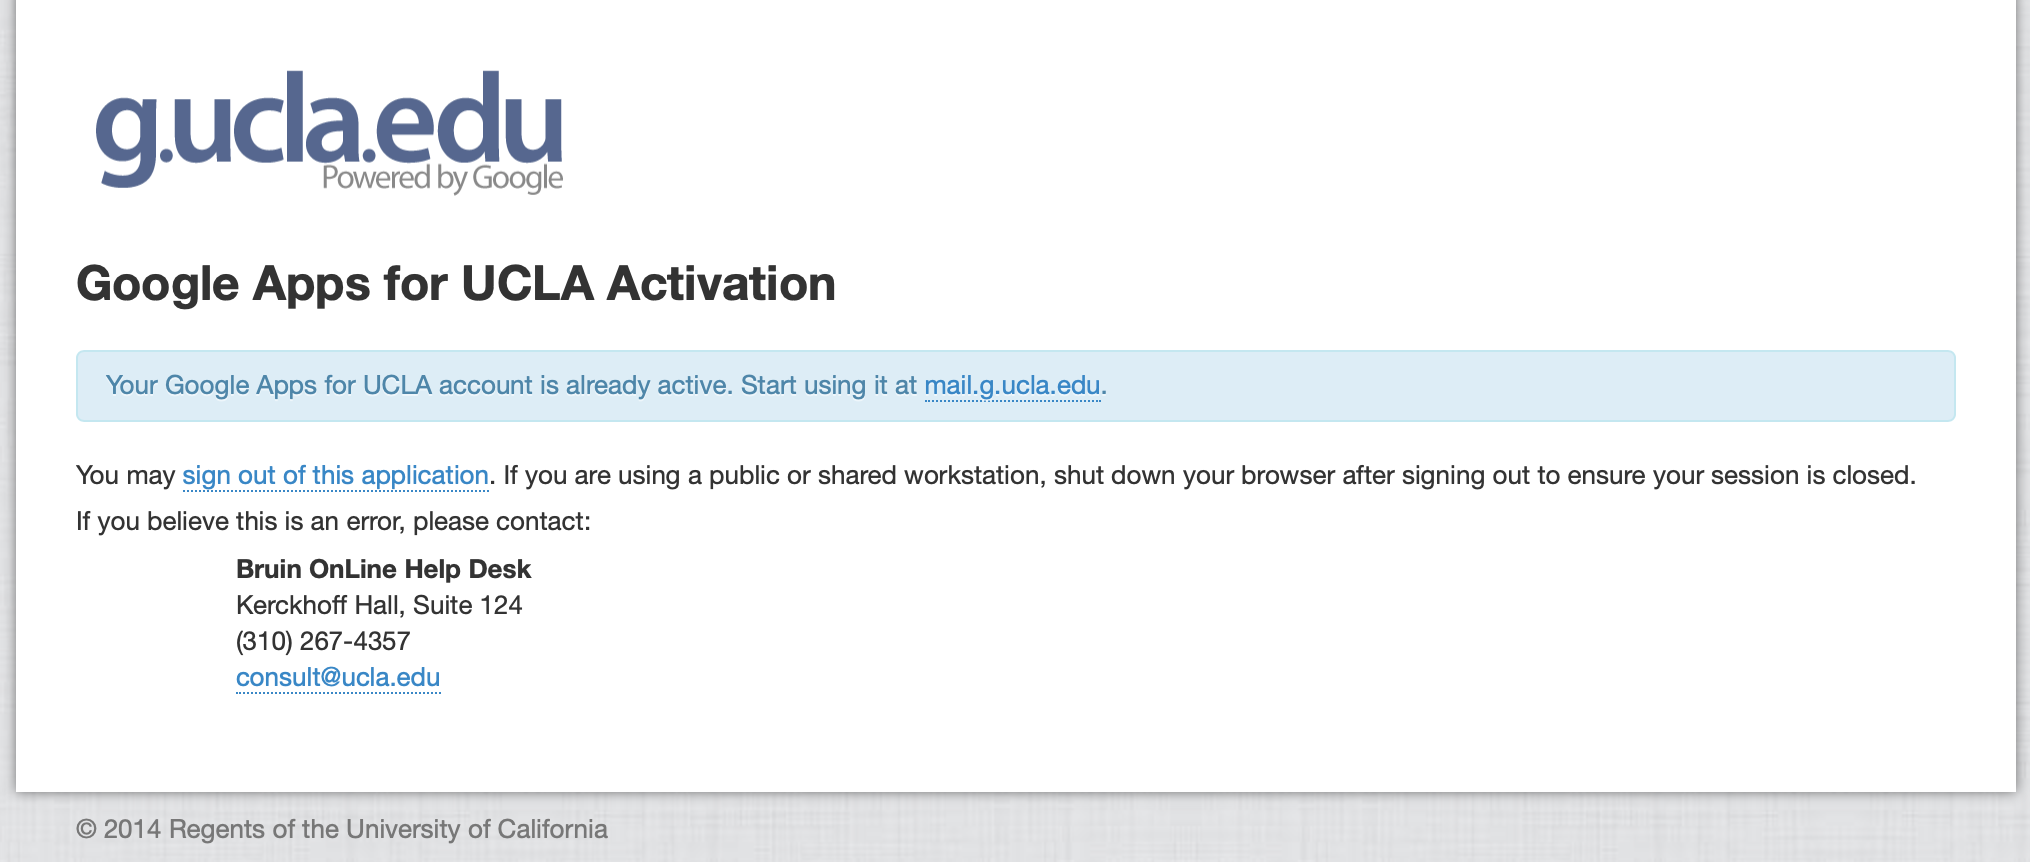 g.ucla.edu
Powered by Google
Google Apps for UCLA Activation
Your Google Apps for UCLA account is already active. Start using it at mail.g.ucla.edu.
You may sign out of this application. If you are using a public or shared workstation, shut down your browser after signing out to ensure your session is closed.
If you believe this is an error, please contact:
Bruin OnLine Help Desk
Kerckhoff Hall, Suite 124
(310) 267-4357
consult@ucla.edu
© 2014 Regents of the University of California